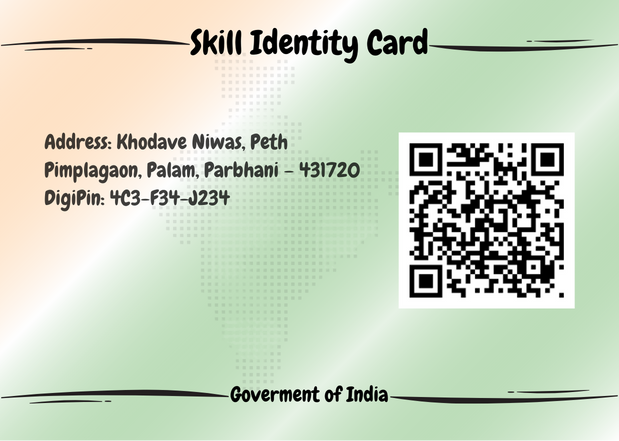 Skill Identity Card
Address: Khodave Niwas, Peth
Pimplagaon, Palam, Parbhani - 431720
DigiPin: 4C3-F34-J234
Goverment of India